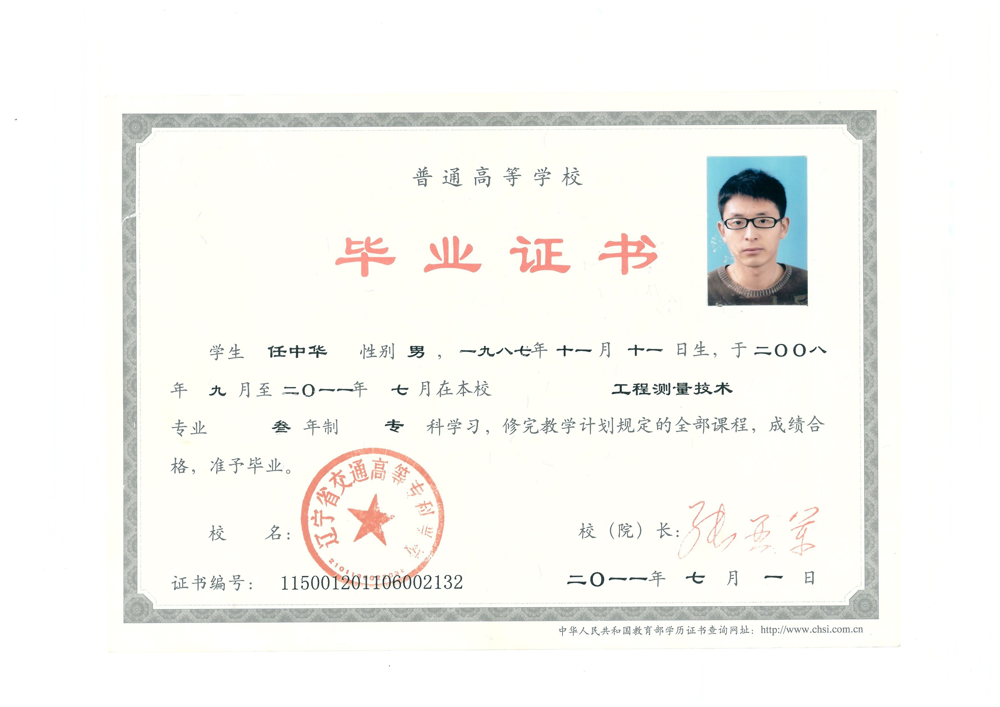 普通高等学校
毕业证书
学生 任中华 性别 男 ，一九八七年 十一月 十一 日生，于 二〇〇八
年 九 月至 二〇一一年 七 月在本校 工程测量技术
专业 叁 年制 专 科学习，修完教学计划规定的全部课程，成绩合
格，准予毕业。
辽宁省交通高等专科学校
校 名：
校（院）长：
证书编号： 115001201106002132
二〇一一年 七 月 一 日
中华人民共和国教育部学历证书查询网址：http://www.chsi.com.cn